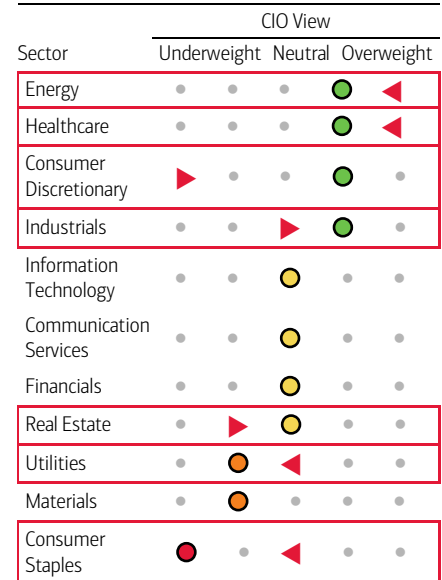 CIO View
Sector Underweight Neutral Overweight
Energy
Healthcare
Consumer
Discretionary
Industrials
Information
Technology
Communication
Services
Financials
Real Estate
Utilities
Materials
Consumer
Staples